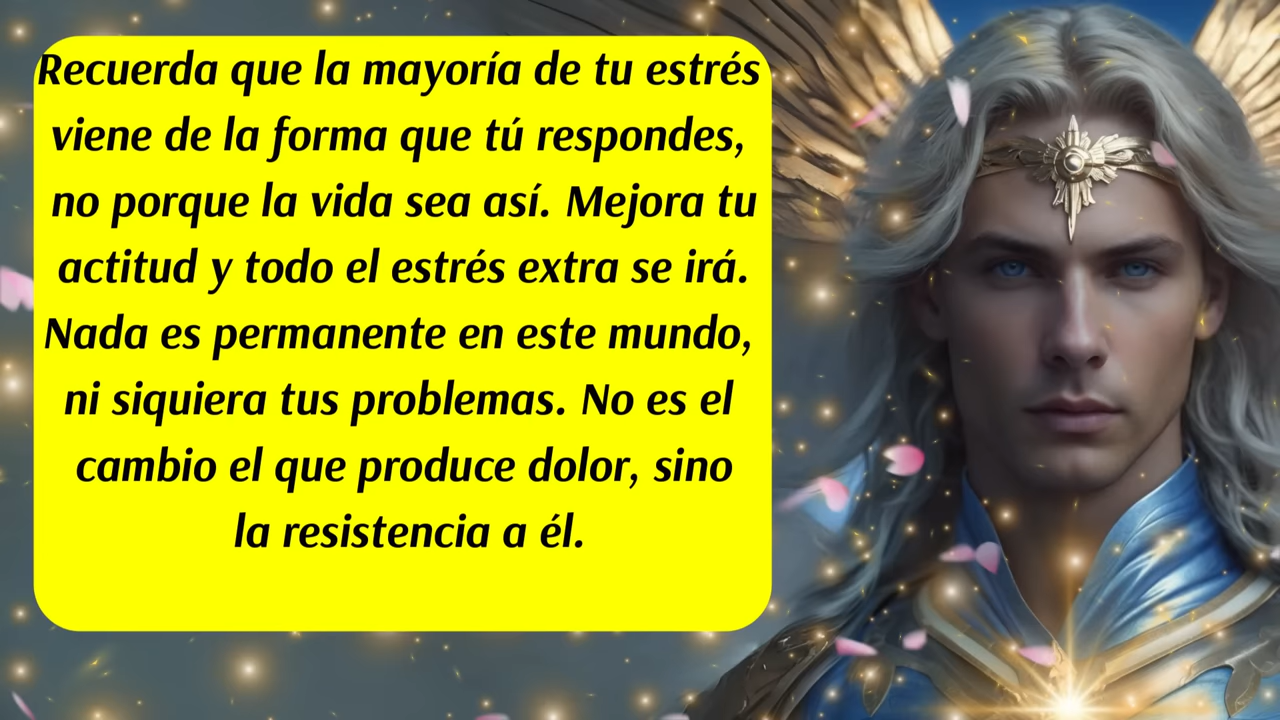 Recuerda que la mayoría de tu estrés
viene de la forma que tú respondes,
no porque la vida sea así. Mejora tu
actitud y todo el estrés extra se irá.
Nada es permanente en este mundo,
ni siquiera tus problemas. No es el
cambio el que produce dolor, sino
la resistencia a él.